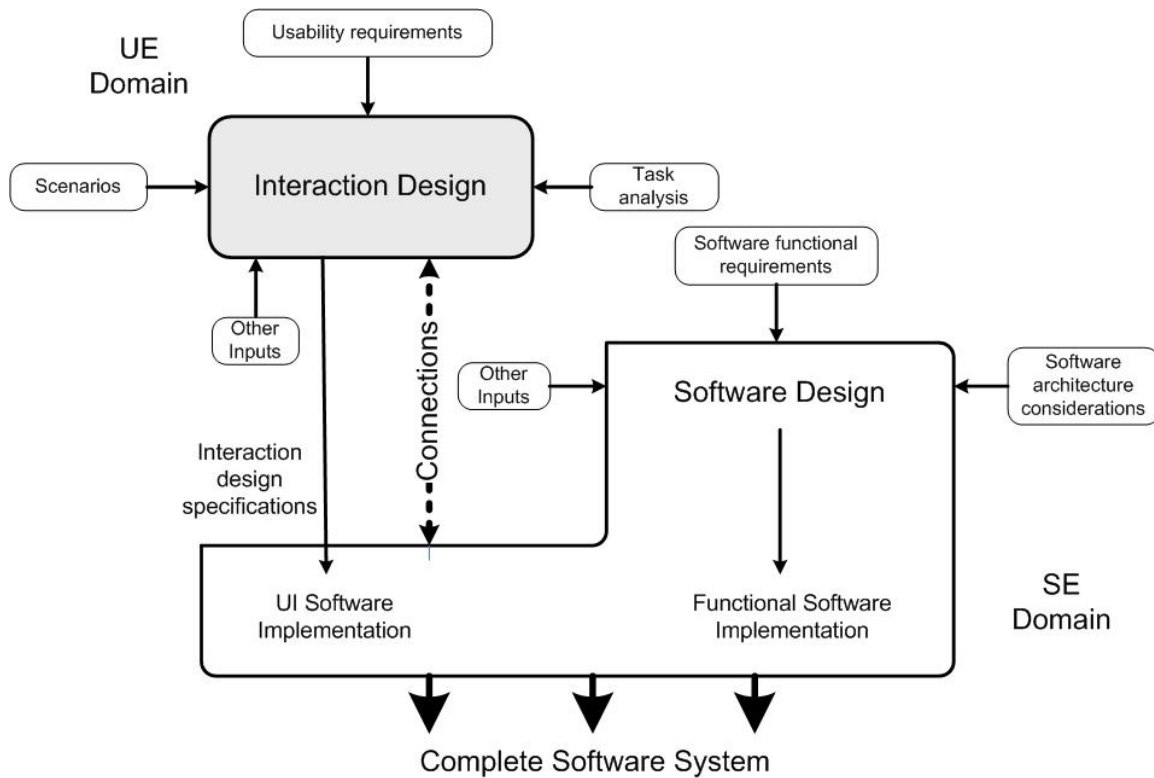 Usability requirements
UE
Domain
Scenarios
Interaction Design
Task
analysis
Software functional
requirements
Other
Inputs
Connections
Other
Inputs
Software Design
Software
architecture
considerations
Interaction
design
specifications
UI Software
Implementation
Functional Software
Implementation
SE
Domain
Complete Software System